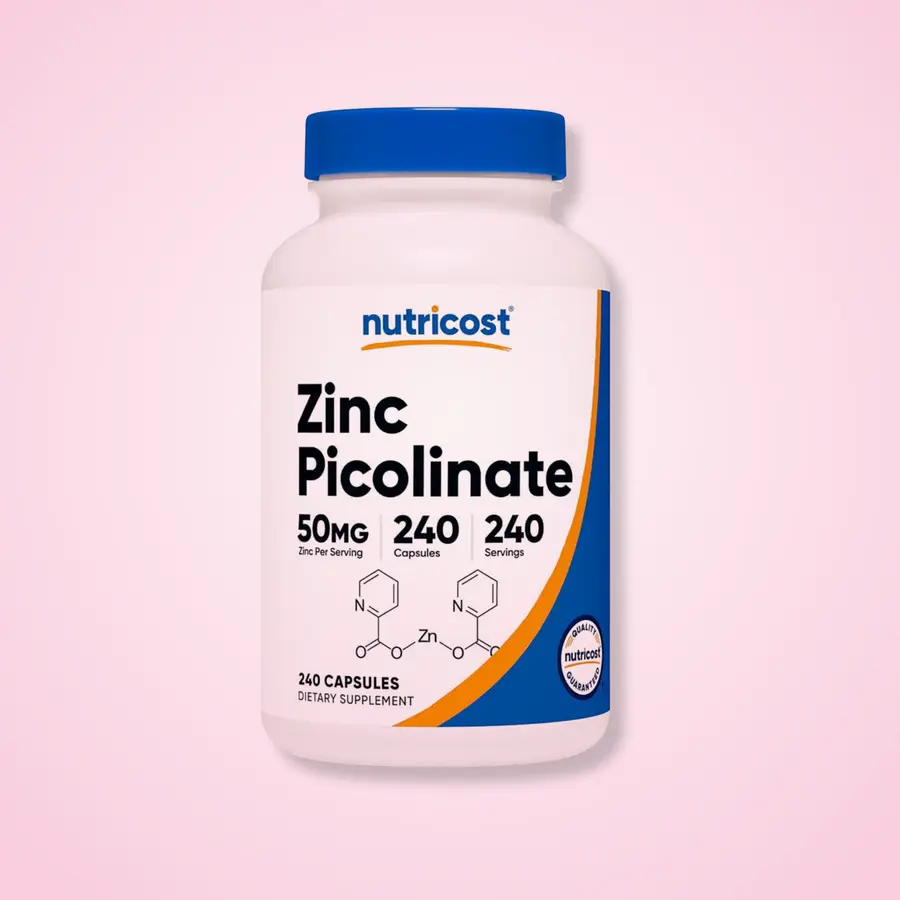 nutricost®
Zinc
Picolinate
50MG
Zinc Per Serving
240
Capsules
240
Servings
N
N
O
O
Zn
O
O
240 CAPSULES
DIETARY SUPPLEMENT
QUALITY
nutricost
GUARANTEED